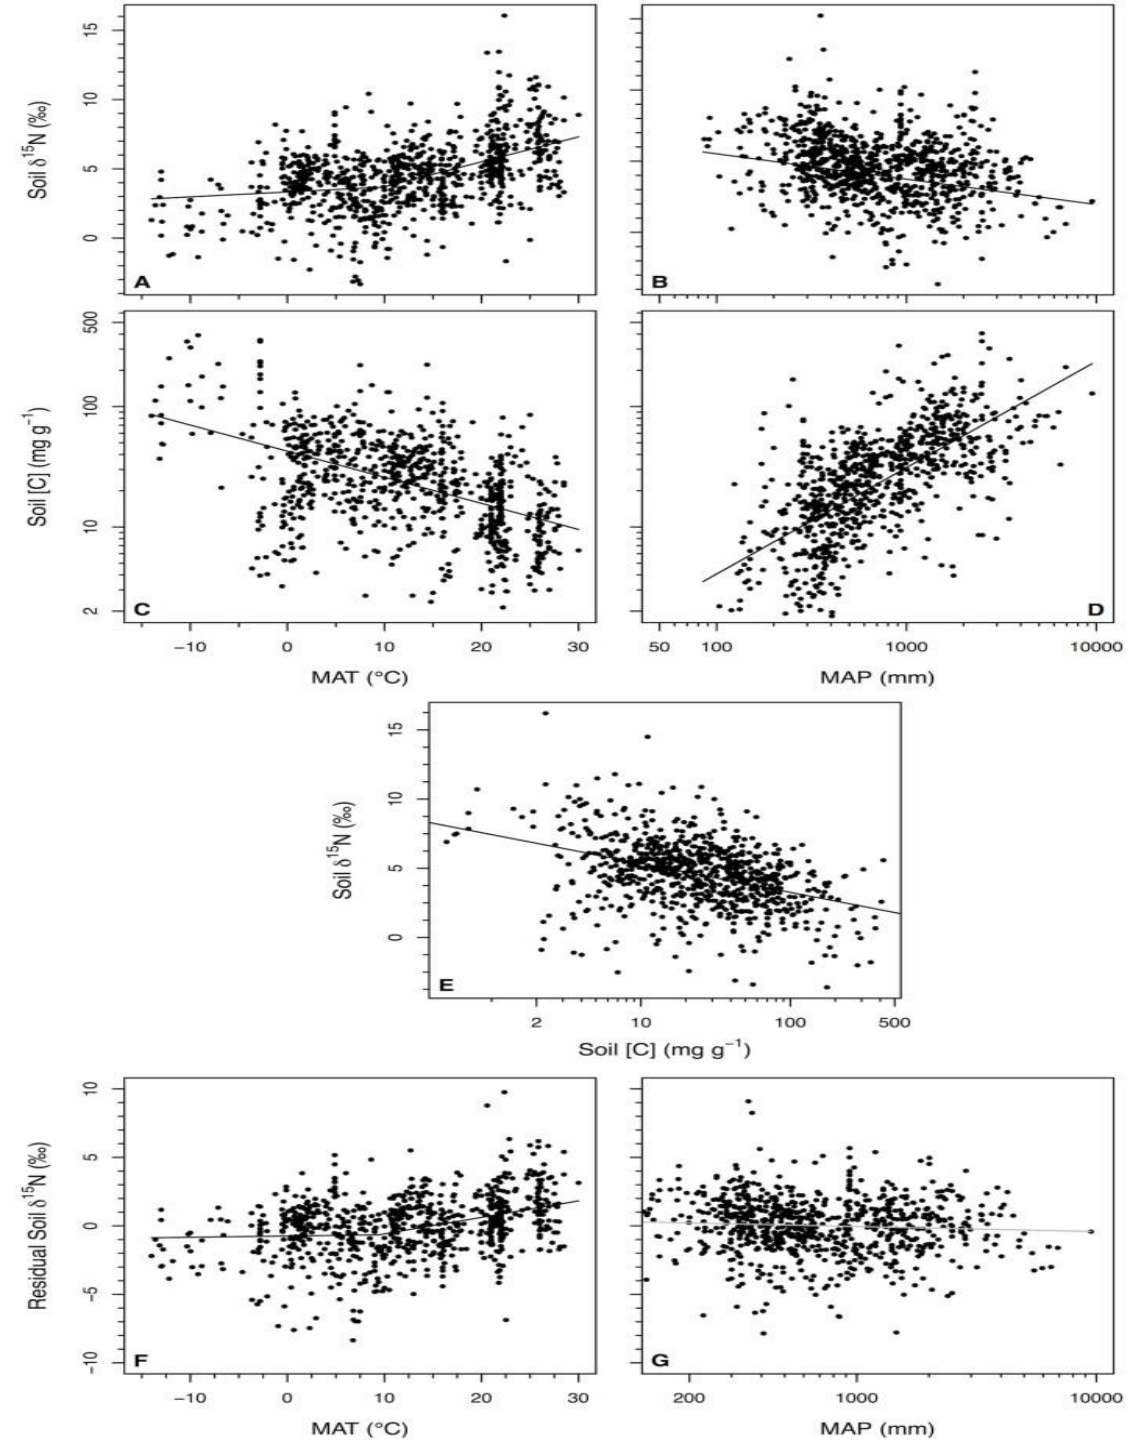 Soil δ¹⁵N (‰)
15
10
5
0
A
B
Soil [C] (mg g⁻¹)
500
100
10
2
C
D
−10 0 10 20 30
50 100 1000 10000
MAT (°C)
MAP (mm)
Soil δ¹⁵N (‰)
15
10
5
0
E
2 10 100 500
Soil [C] (mg g⁻¹)
Residual Soil δ¹⁵N (‰)
10
5
0
−5
−10
F
G
−10 0 10 20 30
200 1000 10000
MAT (°C)
MAP (mm)